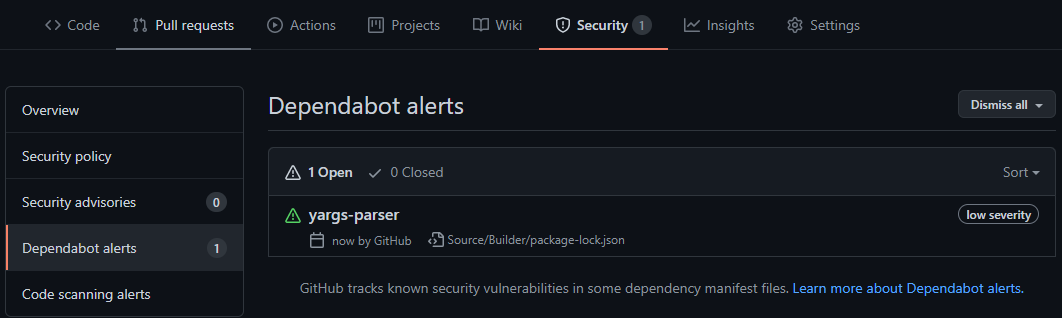 Code Pull requests Actions Projects Wiki Security 1 Insights Settings
Overview
Security policy
Security advisories 0
Dependabot alerts 1
Code scanning alerts
Dependabot alerts Dismiss all
1 Open 0 Closed Sort
yargs-parser low severity
now by GitHub Source/Builder/package-lock.json
GitHub tracks known security vulnerabilities in some dependency manifest files. Learn more about Dependabot alerts.